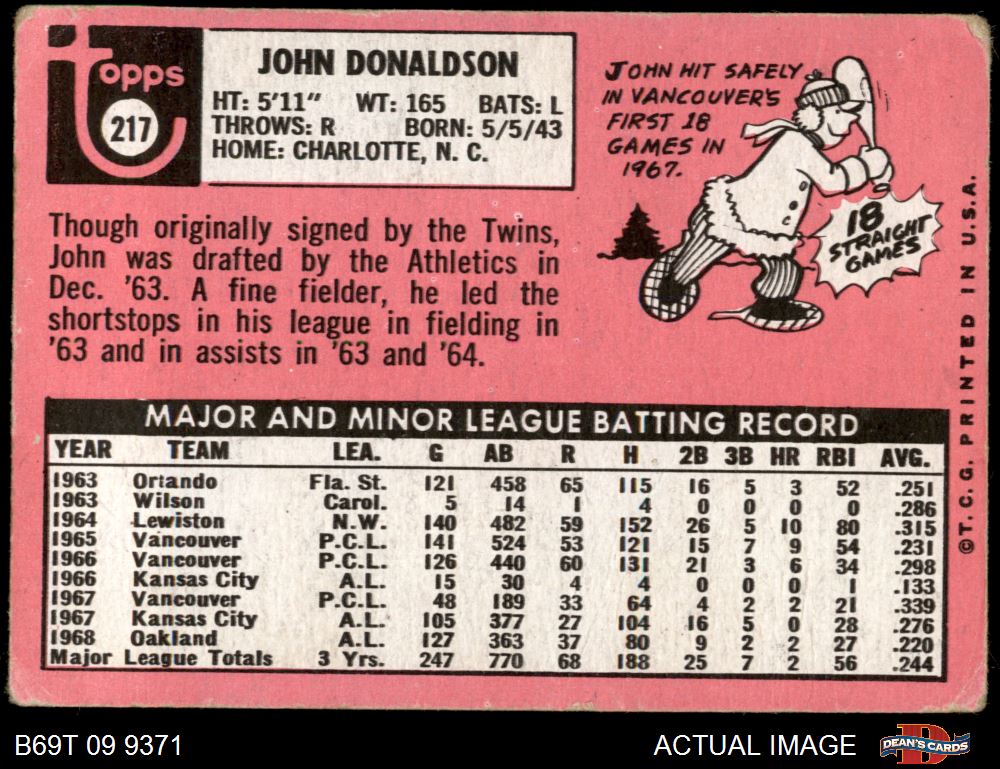 Topps
217
JOHN DONALDSON
HT: 5'11" WT: 165 BATS: L
THROWS: R BORN: 5/5/43
HOME: CHARLOTTE, N. C.
JOHN HIT SAFELY
IN VANCOUVER'S
FIRST 18
GAMES IN
1967.
18
STRAIGHT
GAMES
Though originally signed by the Twins,
John was drafted by the Athletics in
Dec. '63. A fine fielder, he led the
shortstops in his league in fielding in
'63 and in assists in '63 and '64.
MAJOR AND MINOR LEAGUE BATTING RECORD
YEAR TEAM LEA. G AB R H 2B 3B HR RBI AVG.
1963 Orlando Fla. St. 121 458 65 115 16 5 3 52 .251
1963 Wilson Carol. 5 14 1 4 0 0 0 0 .286
1964 Lewiston N.W. 140 482 59 152 26 5 10 80 .315
1965 Vancouver P.C.L. 141 524 53 121 15 7 9 54 .231
1966 Vancouver P.C.L. 126 440 60 131 21 3 6 34 .298
1966 Kansas City A.L. 15 30 4 4 0 0 0 1 .133
1967 Vancouver P.C.L. 48 189 33 64 4 2 2 21 .339
1967 Kansas City A.L. 105 377 27 104 16 5 0 28 .276
1968 Oakland A.L. 127 363 37 80 9 2 2 27 .220
Major League Totals 3 Yrs. 247 770 68 188 25 7 2 56 .244
©T.C.G. PRINTED IN U.S.A.
B69T 09 9371
ACTUAL IMAGE
DEAN'S CARDS